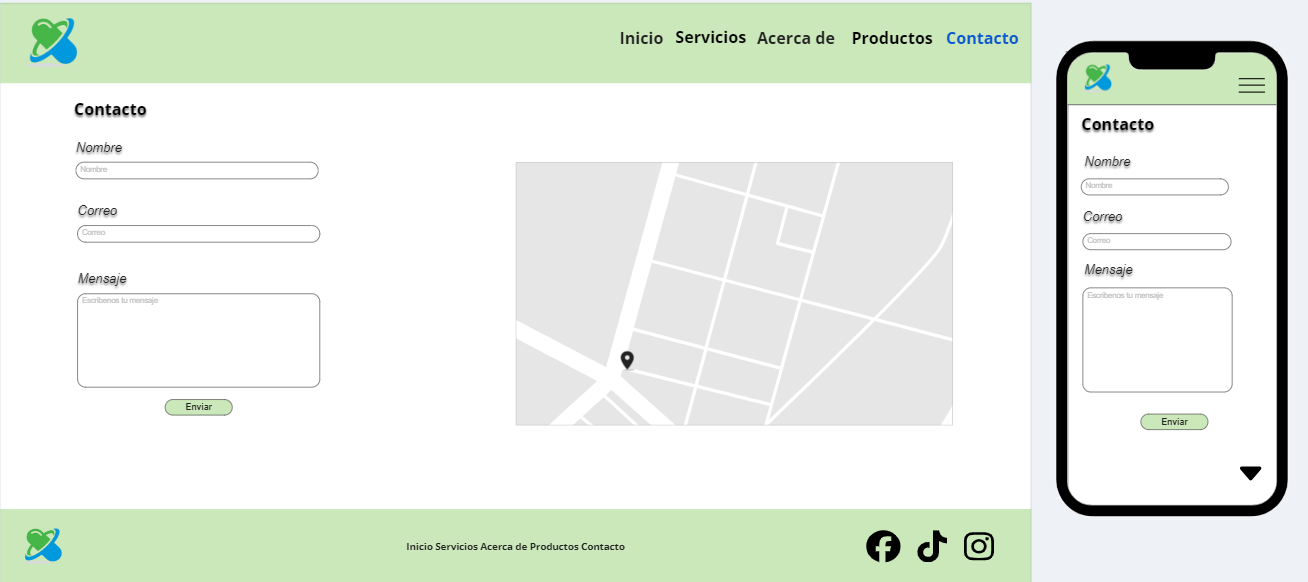 Inicio Servicios Acerca de Productos Contacto
Contacto
Nombre
Nombre
Correo
Correo
Mensaje
Escribenos tu mensaje
Enviar
Inicio Servicios Acerca de Productos Contacto
Contacto
Nombre
Nombre
Correo
Correo
Mensaje
Escribenos tu mensaje
Enviar